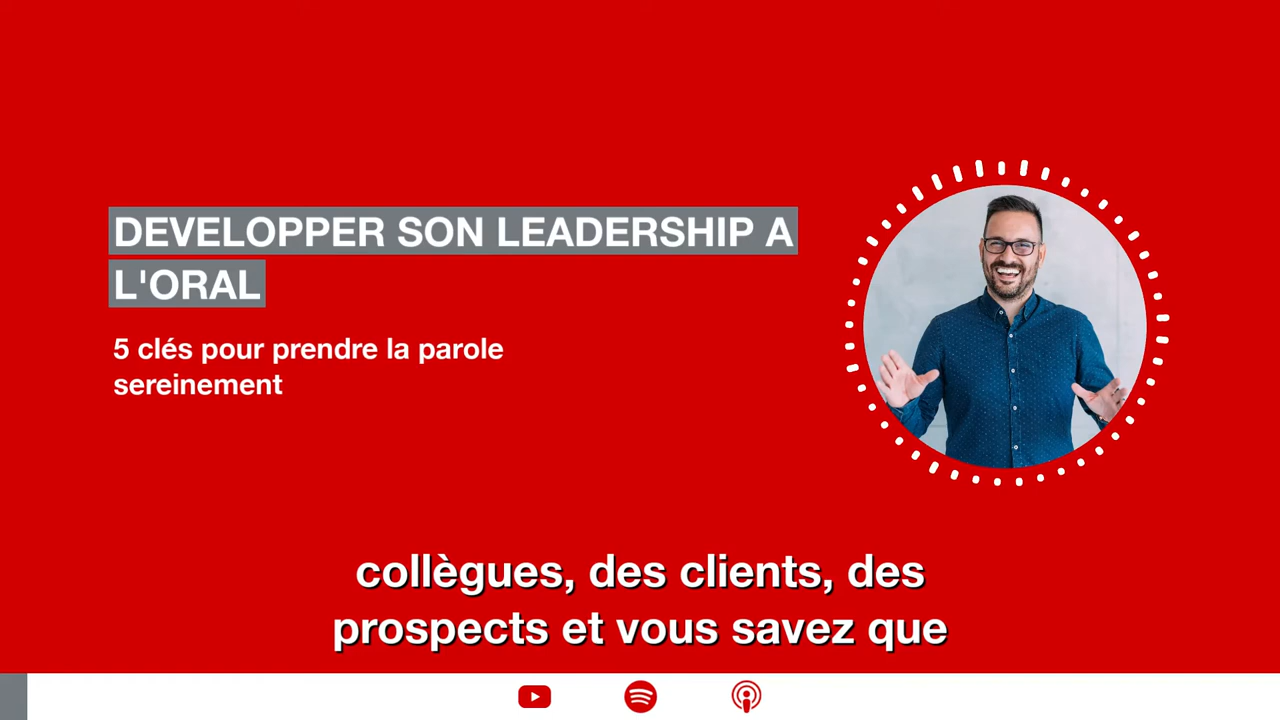 DEVELOPPER SON LEADERSHIP A
L'ORAL
5 clés pour prendre la parole
sereinement
collègues, des clients, des
prospects et vous savez que